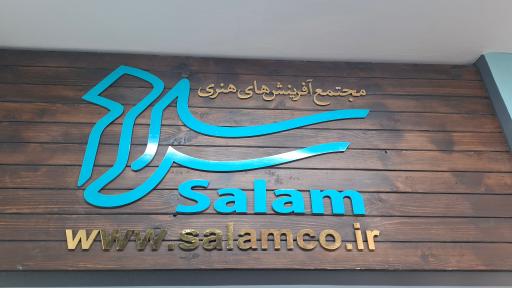 مجتمع آفرینش‌های هنری
سلام
Salam
www.salamco.ir